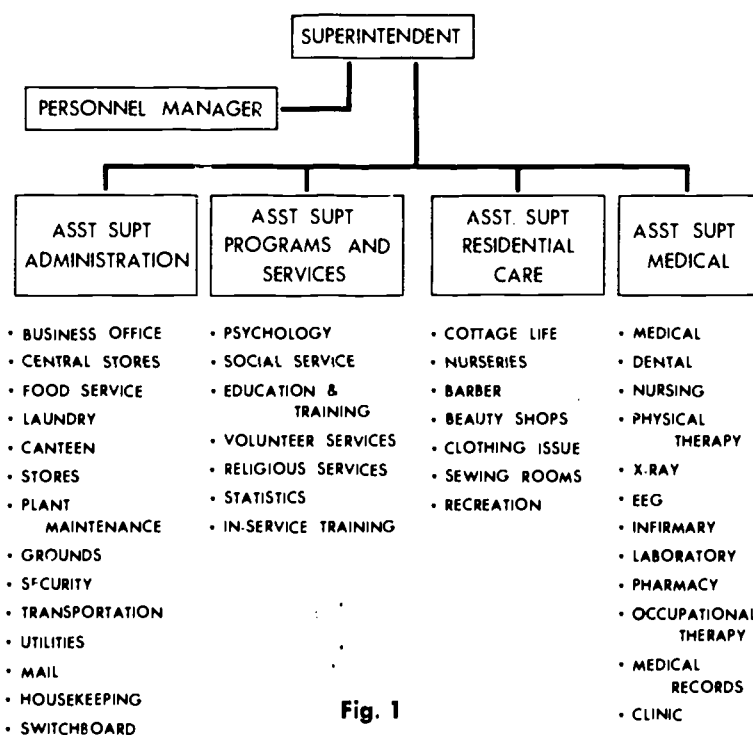 SUPERINTENDENT
PERSONNEL MANAGER
ASST SUPT
ADMINISTRATION
ASST SUPT
PROGRAMS AND
SERVICES
ASST. SUPT
RESIDENTIAL
CARE
ASST SUPT
MEDICAL
• BUSINESS OFFICE
• CENTRAL STORES
• FOOD SERVICE
• LAUNDRY
• CANTEEN
• STORES
• PLANT
MAINTENANCE
• GROUNDS
• SECURITY
• TRANSPORTATION
• UTILITIES
• MAIL
• HOUSEKEEPING
• SWITCHBOARD
• PSYCHOLOGY
• SOCIAL SERVICE
• EDUCATION &
TRAINING
• VOLUNTEER SERVICES
• RELIGIOUS SERVICES
• STATISTICS
• IN-SERVICE TRAINING
• COTTAGE LIFE
• NURSERIES
• BARBER
• BEAUTY SHOPS
• CLOTHING ISSUE
• SEWING ROOMS
• RECREATION
• MEDICAL
• DENTAL
• NURSING
• PHYSICAL
THERAPY
• X-RAY
• EEG
• INFIRMARY
• LABORATORY
• PHARMACY
• OCCUPATIONAL
THERAPY
• MEDICAL
RECORDS
• CLINIC
Fig. 1